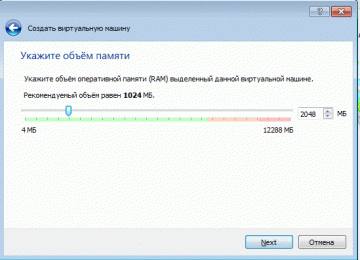 Создать виртуальную машину
Укажите объём памяти
Укажите объём оперативной памяти (RAM) выделенный данной виртуальной машине.
Рекомендуемый объём равен 1024 МБ.
2048 МБ
4 МБ 12288 МБ
Next Отмена